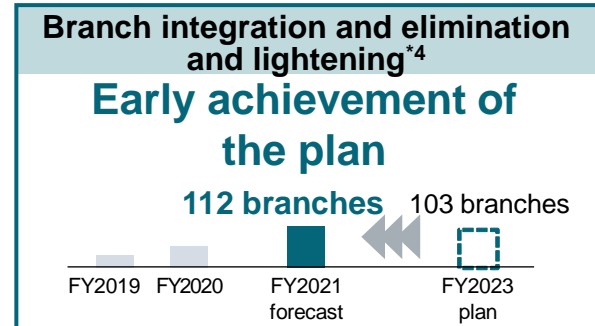 Branch integration and elimination
and lightening*4
Early achievement of
the plan
112 branches
103 branches
FY2019 FY2020 FY2021 FY2023
forecast plan